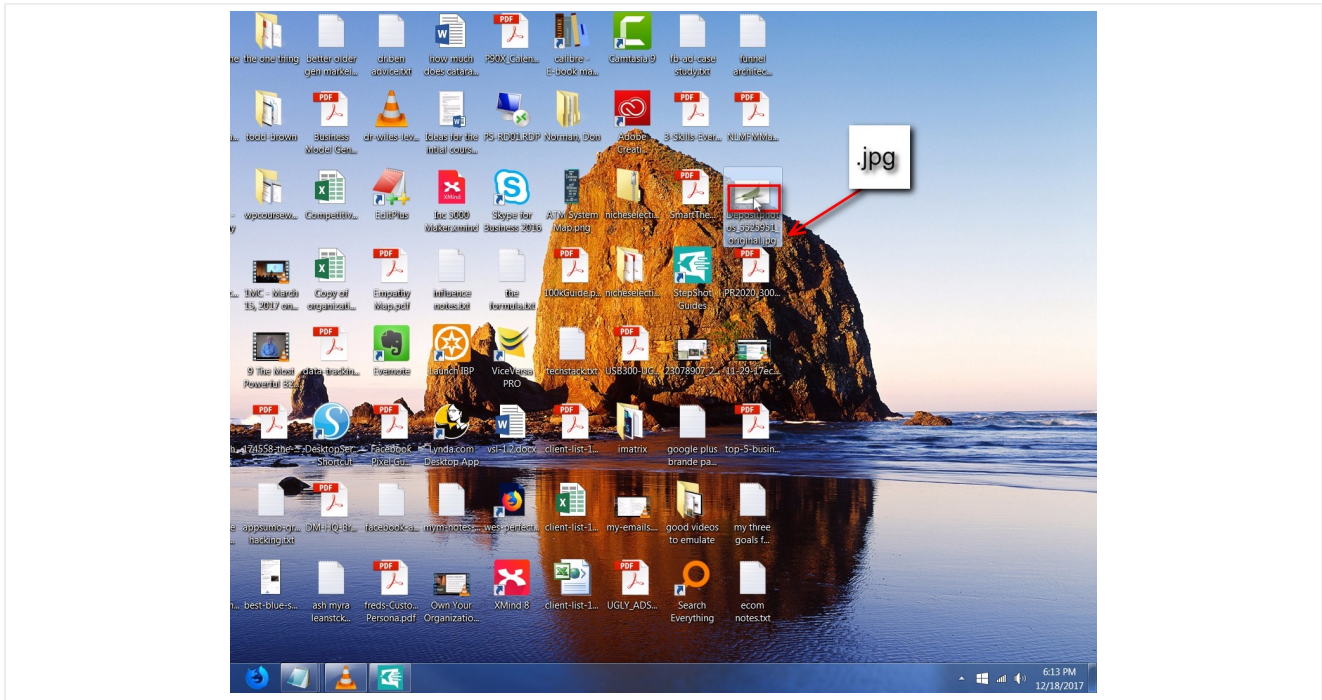 the one thing
better order
gen market...
dr.ben
advice.txt
how much
does catara...
P90X_Calen...
calibre -
E-book ma...
Camtasia 9
fb-ad-case
study.txt
funnel
architec...
todd-brown
Business
Model Gen...
dr-wiles-lev...
Ideas for the
intial cours...
PS-RD01.RDP
Norman, Don
Adobe
Creati...
3-Skills-Ever...
NLMFMMa...
.jpg
wpcoursew...
Competitiv...
EditPlus
Inc 5000
Maker.xmind
Skype for
Business 2016
ATM System
Map.png
nicheselecti...
SmartThe...
Depositphot
os_6525951_
original.jpg
1MC - March
15, 2017 on...
Copy of
organizati...
Empathy
Map.pdf
influence
notes.txt
the
formula.txt
100kGuide.p...
nicheselecti...
StepShot
Guides
PR2020_300...
9 The Most
Powerful B2...
data-trackin...
Evernote
Launch IBP
ViceVersa
PRO
techstack.txt
USB300-UG...
23078907_2...
11-29-17ec...
174558-the-...
DesktopSer...
- Shortcut
Facebook
Pixel-Gu...
Lynda.com
Desktop App
vsl-1.2.docx
client-list-1...
imatrix
google plus
brande pa...
top-5-busin...
appsumo-gr...
hacking.txt
DM-HQ-Br...
facebook-a...
mym-notes-...
wes-perfect...
client-list-1...
my-emails....
good videos
to emulate
my three
goals f...
best-blue-s...
ash myra
leanstck...
freds-Custo...
Persona.pdf
Own Your
Organizatio...
XMind 8
client-list-1...
UGLY_ADS...
Search
Everything
ecom
notes.txt
6:13 PM
12/18/2017